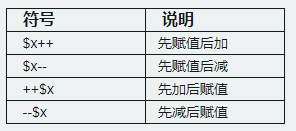 符号 说明
$x++ 先赋值后加
$x-- 先赋值后减
++$x 先加后赋值
--$x 先减后赋值